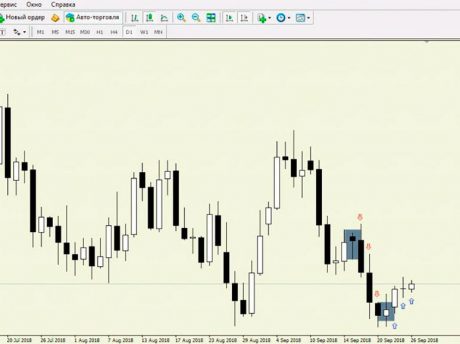 ервис Окно Справка
Новый ордер Авто-торговля
T M1 M5 M15 M30 H1 H4 D1 W1 MN
20 Jul 2018 26 Jul 2018 1 Aug 2018 7 Aug 2018 13 Aug 2018 17 Aug 2018 23 Aug 2018 29 Aug 2018 4 Sep 2018 10 Sep 2018 14 Sep 2018 20 Sep 2018 26 Sep 2018